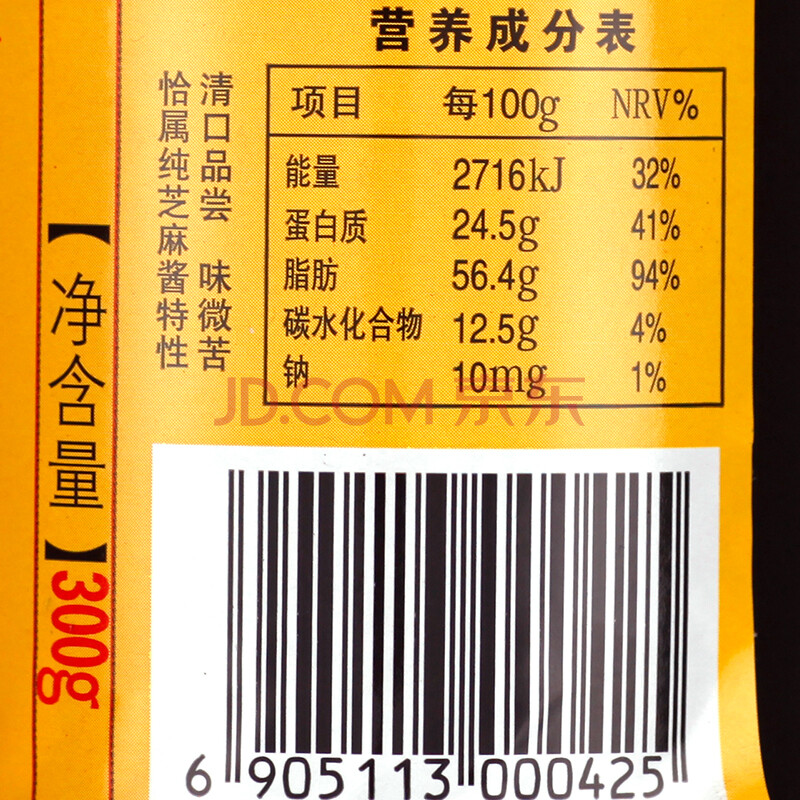 营养成分表
项目 每100g NRV%
能量 2716kJ 32%
蛋白质 24.5g 41%
脂肪 56.4g 94%
碳水化合物 12.5g 4%
钠 10mg 1%
清口品尝 味微苦
恰属纯芝麻酱特性
【净含量】300g
JD.COM 京东
6 905113 000425